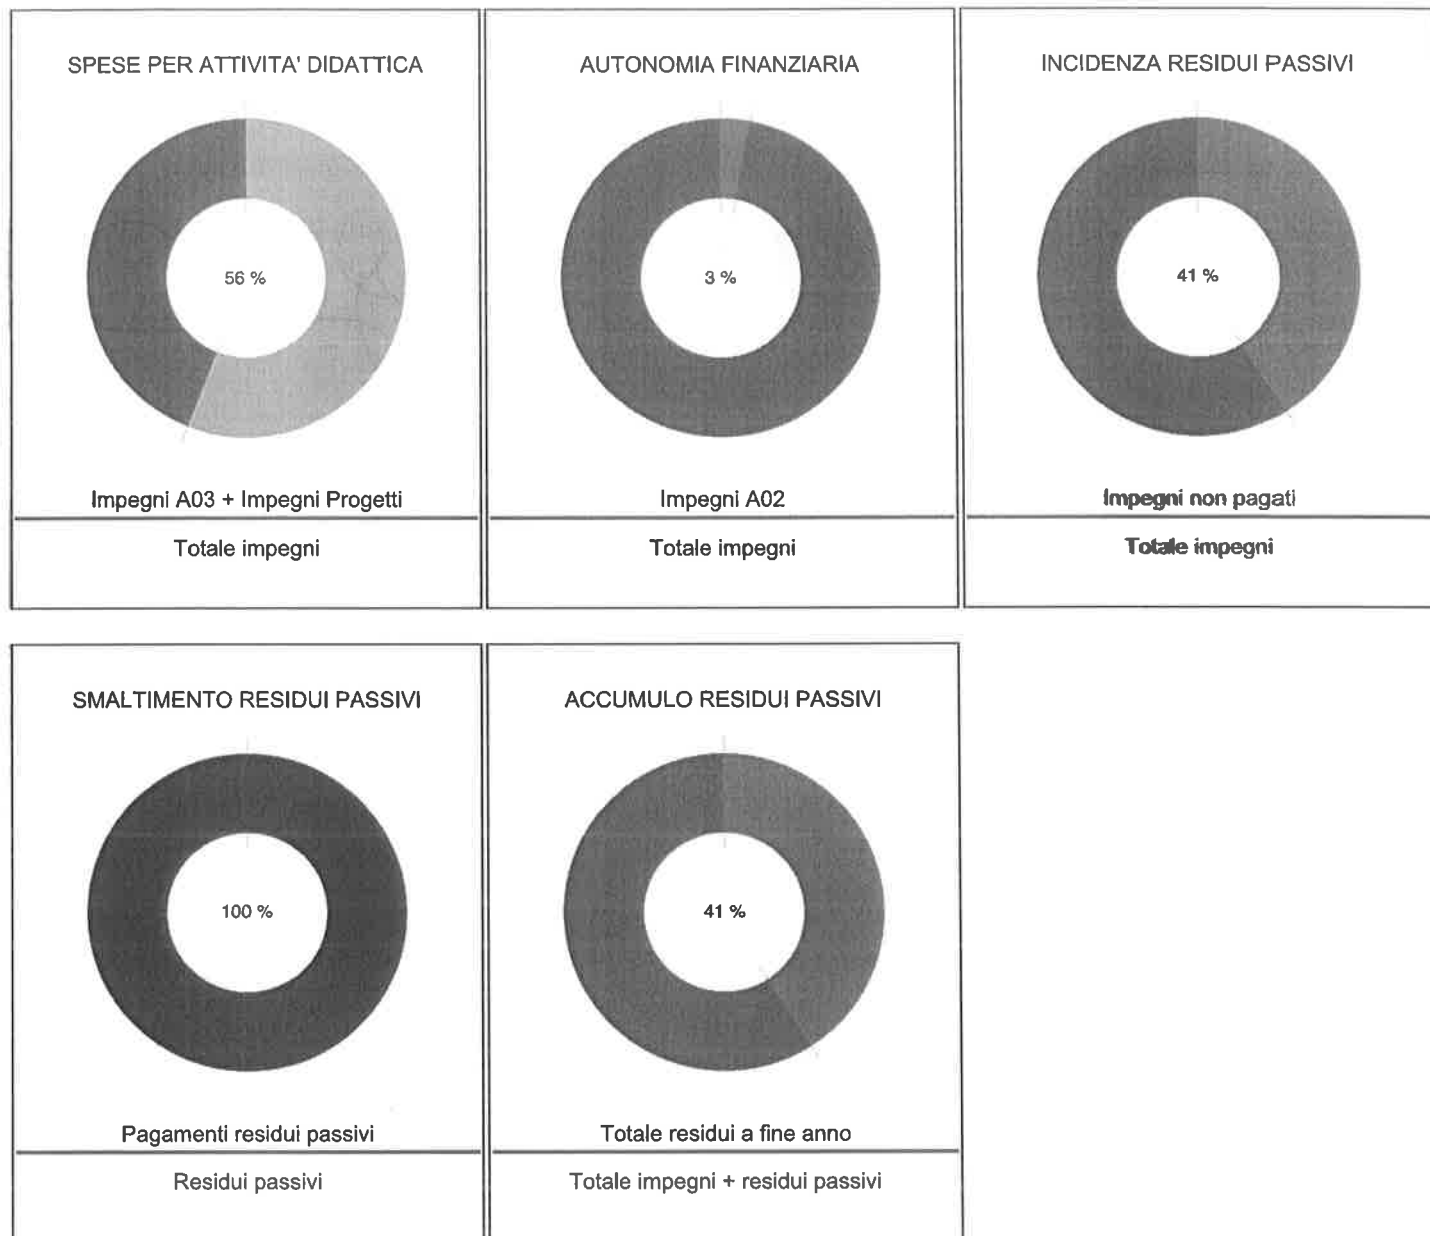 SPESE PER ATTIVITA' DIDATTICA
56 %
Impegni A03 + Impegni Progetti
Totale impegni
AUTONOMIA FINANZIARIA
3 %
Impegni A02
Totale impegni
INCIDENZA RESIDUI PASSIVI
41 %
Impegni non pagati
Totale impegni
SMALTIMENTO RESIDUI PASSIVI
100 %
Pagamenti residui passivi
Residui passivi
ACCUMULO RESIDUI PASSIVI
41 %
Totale residui a fine anno
Totale impegni + residui passivi